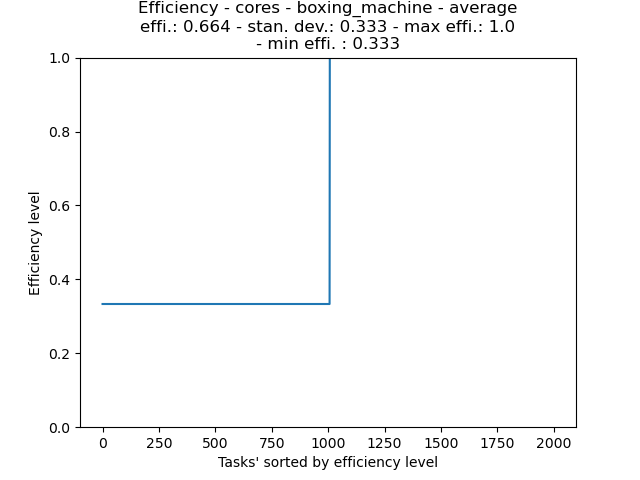 Efficiency - cores - boxing_machine - average
effi.: 0.664 - stan. dev.: 0.333 - max effi.: 1.0
- min effi. : 0.333
1.0
0.8
0.6
0.4
0.2
0.0
Efficiency level
0 250 500 750 1000 1250 1500 1750 2000
Tasks' sorted by efficiency level